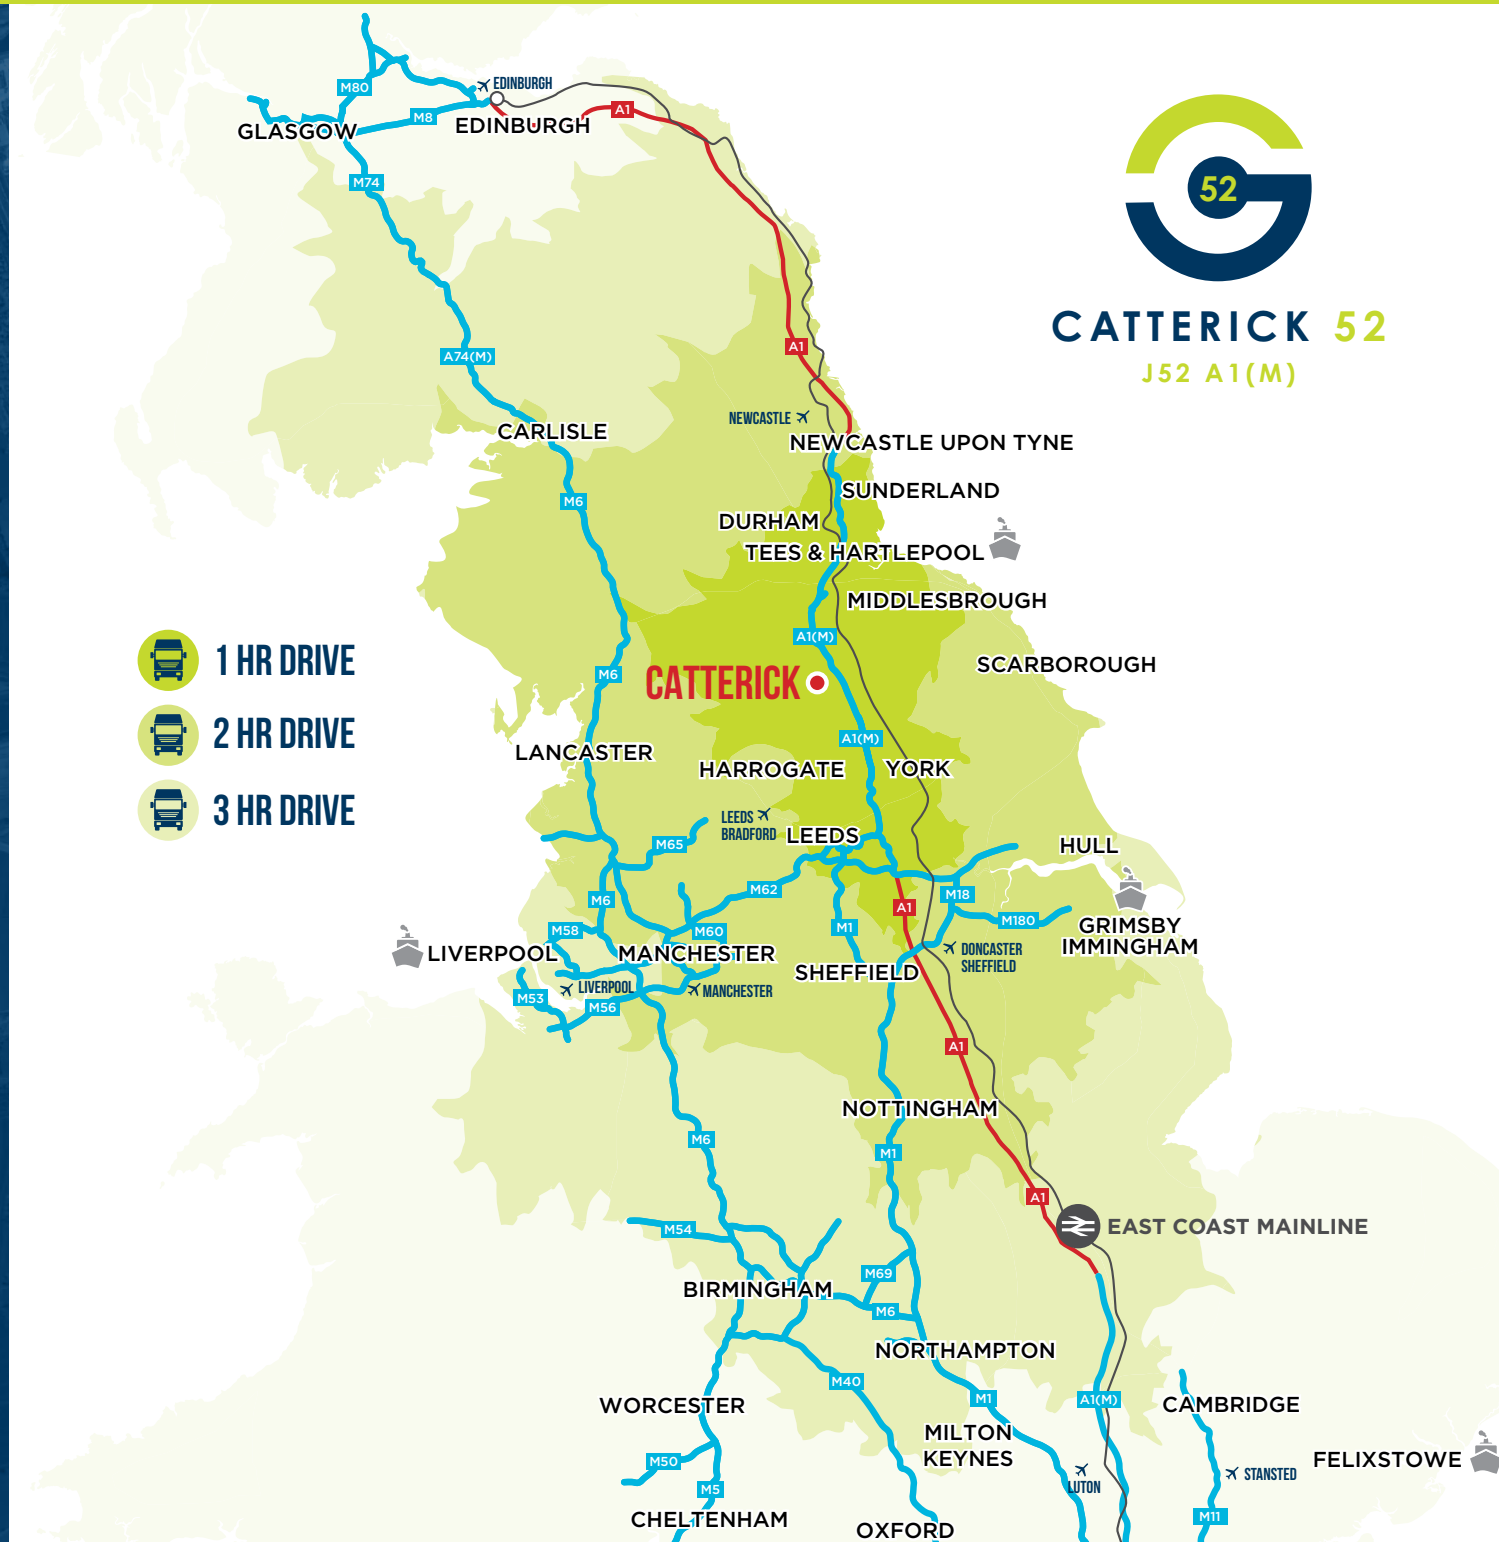 EDINBURGH
M80
M8
A1
GLASGOW
EDINBURGH
M74
52
CATTERICK 52
J52 A1(M)
A1
A74(M)
NEWCASTLE
CARLISLE
NEWCASTLE UPON TYNE
M6
SUNDERLAND
DURHAM
TEES & HARTLEPOOL
MIDDLESBROUGH
A1(M)
1 HR DRIVE
SCARBOROUGH
M6
CATTERICK
2 HR DRIVE
A1(M)
LANCASTER
HARROGATE
YORK
3 HR DRIVE
LEEDS
BRADFORD
LEEDS
M65
HULL
M62
M18
M6
A1
M180
M58
M60
M1
GRIMSBY
IMMINGHAM
LIVERPOOL
MANCHESTER
DONCASTER
SHEFFIELD
SHEFFIELD
LIVERPOOL
MANCHESTER
M53
M56
A1
NOTTINGHAM
M6
M1
A1
EAST COAST MAINLINE
M54
M69
BIRMINGHAM
M6
NORTHAMPTON
M40
M1
A1(M)
WORCESTER
CAMBRIDGE
MILTON
KEYNES
FELIXSTOWE
M50
STANSTED
LUTON
M5
CHELTENHAM
M11
OXFORD